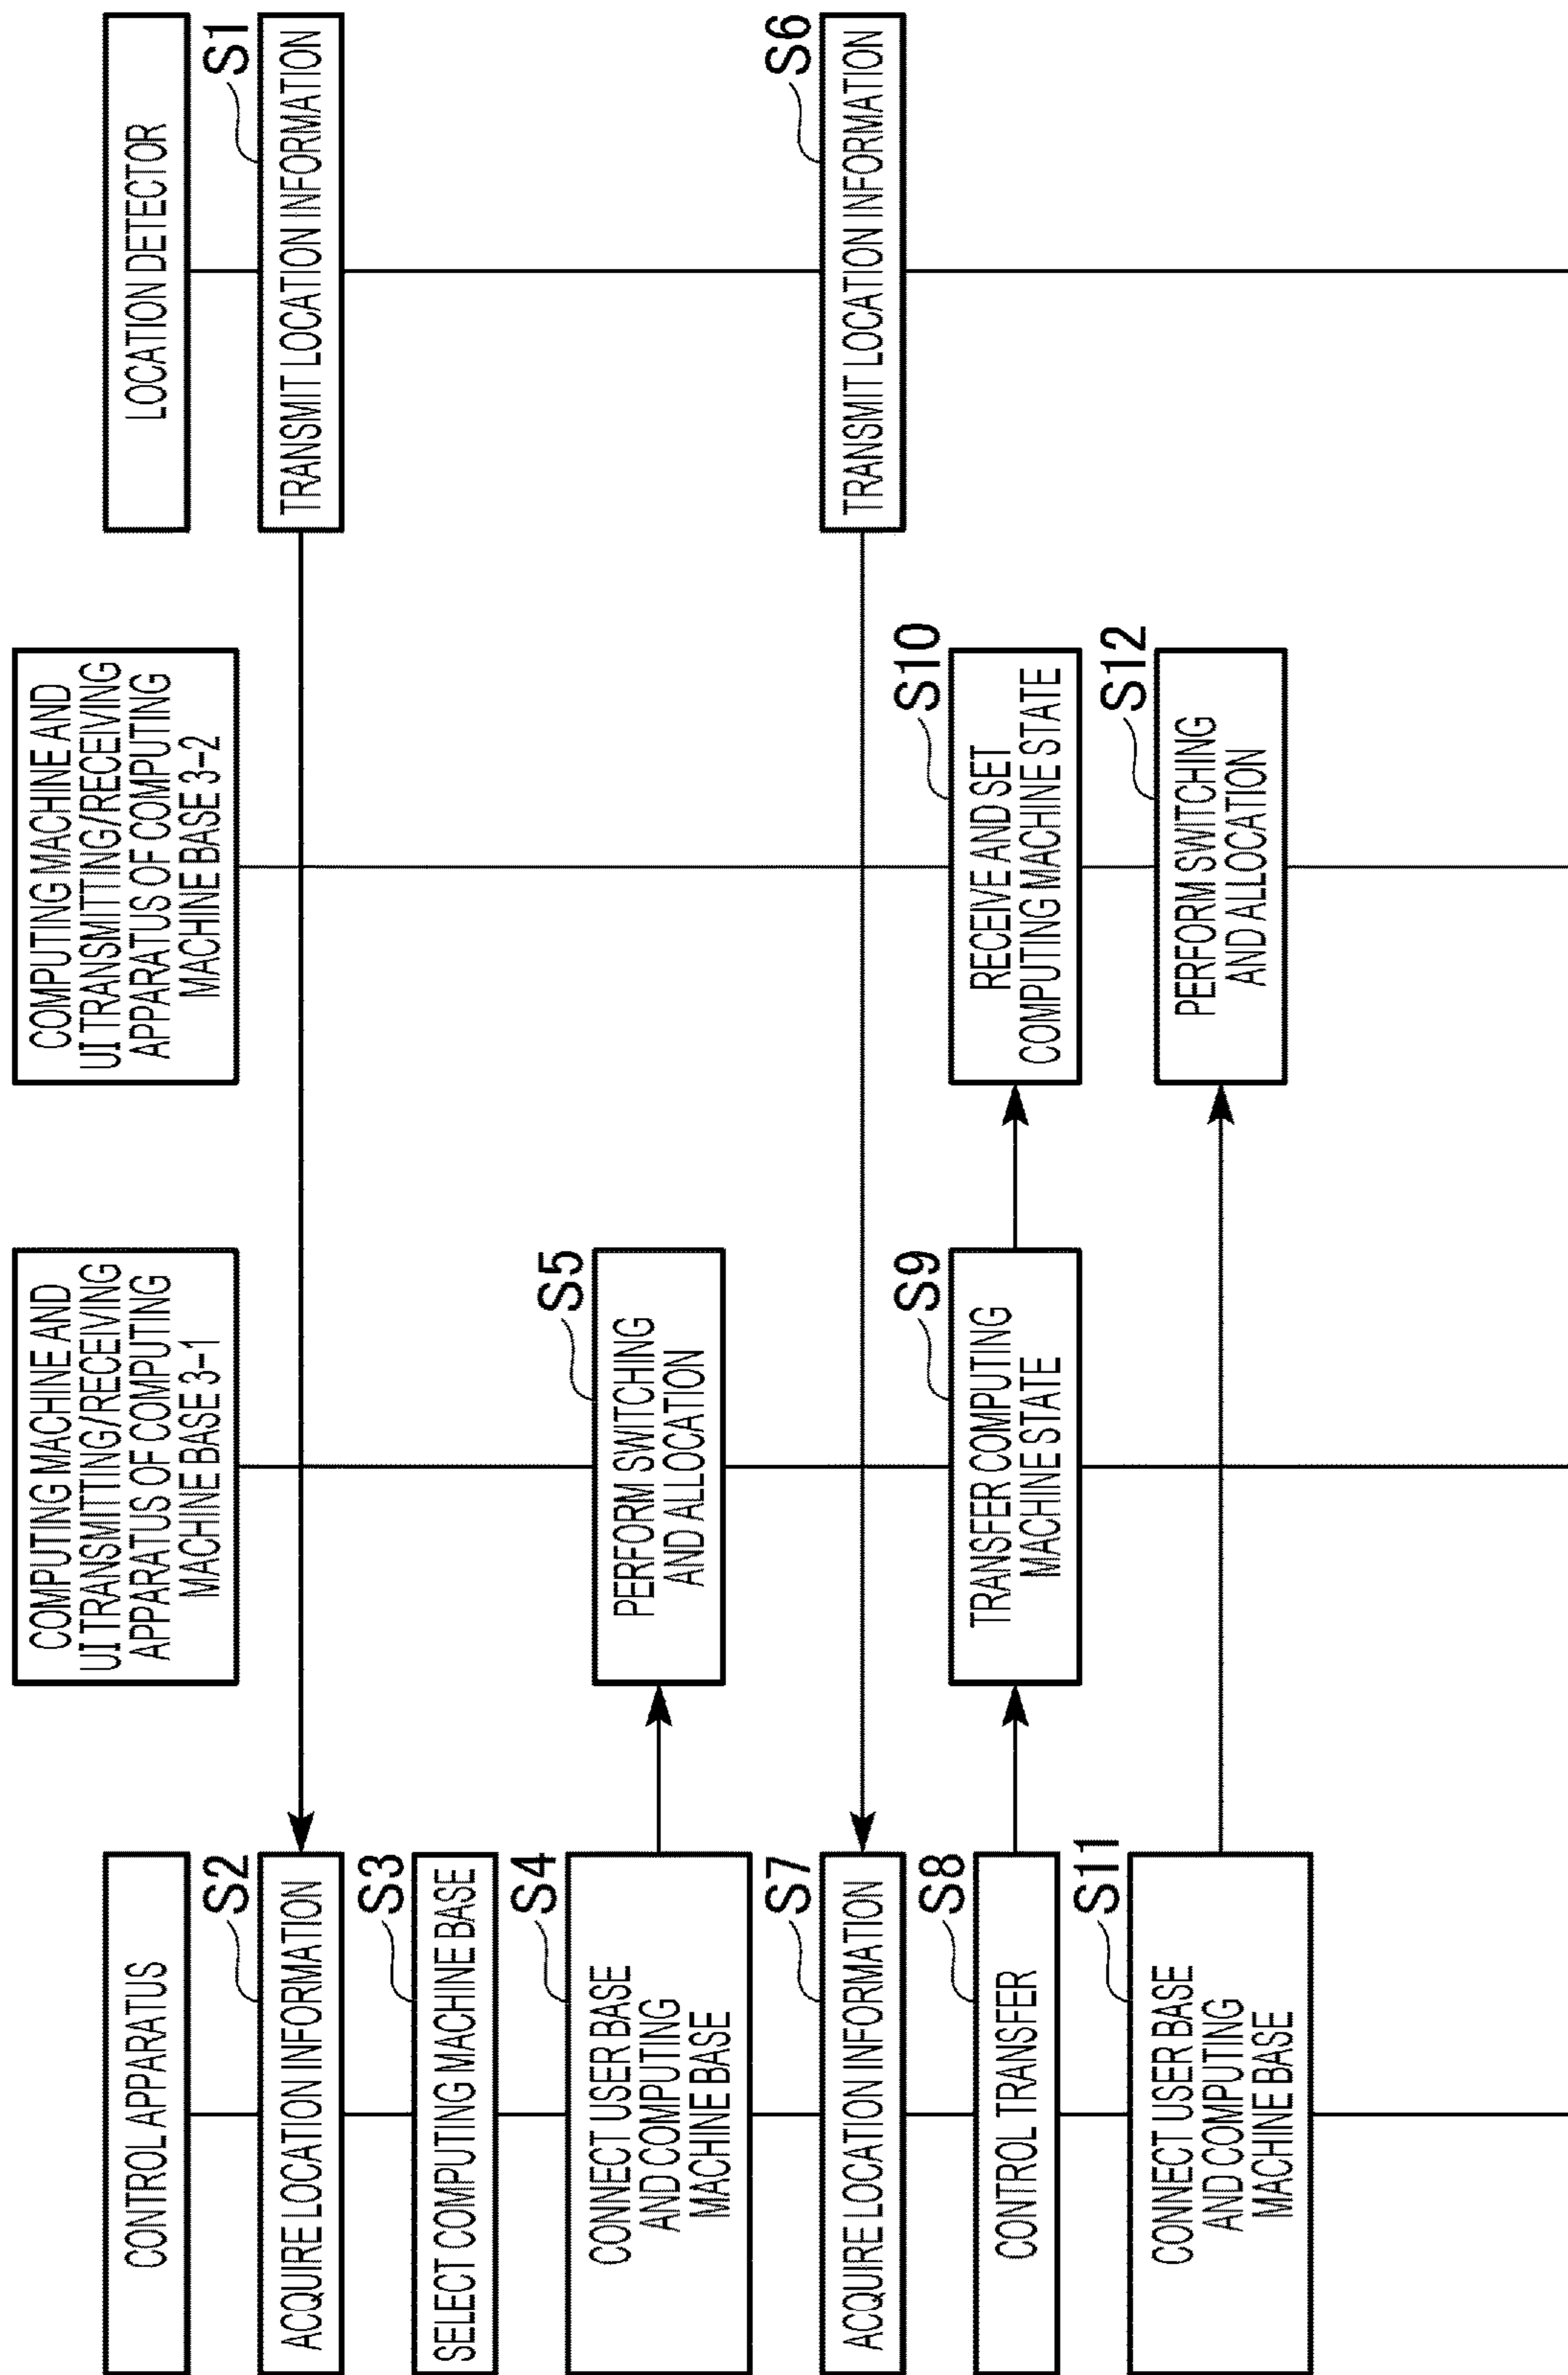 CONTROL APPARATUS
COMPUTING MACHINE AND
UI TRANSMITTING/RECEIVING
APPARATUS OF COMPUTING
MACHINE BASE 3-1
COMPUTING MACHINE AND
UI TRANSMITTING/RECEIVING
APPARATUS OF COMPUTING
MACHINE BASE 3-2
LOCATION DETECTOR
S1
TRANSMIT LOCATION INFORMATION
S2
ACQUIRE LOCATION INFORMATION
S3
SELECT COMPUTING MACHINE BASE
S4
CONNECT USER BASE
AND COMPUTING
MACHINE BASE
S5
PERFORM SWITCHING
AND ALLOCATION
S6
TRANSMIT LOCATION INFORMATION
S7
ACQUIRE LOCATION INFORMATION
S8
CONTROL TRANSFER
S9
TRANSFER COMPUTING
MACHINE STATE
S10
RECEIVE AND SET
COMPUTING MACHINE STATE
S11
CONNECT USER BASE
AND COMPUTING
MACHINE BASE
S12
PERFORM SWITCHING
AND ALLOCATION